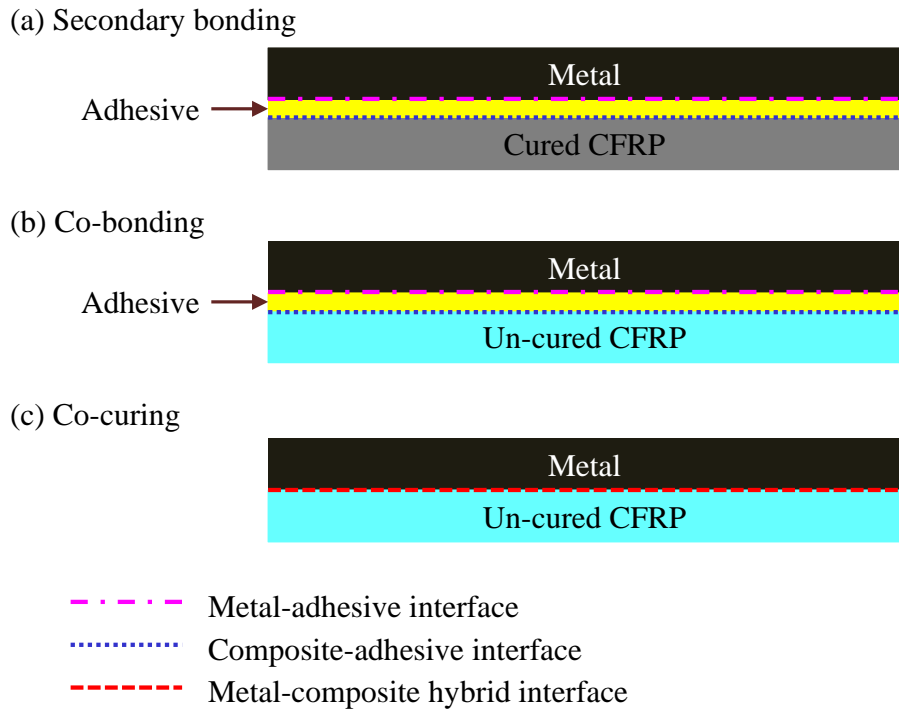 (a) Secondary bonding
Metal
Adhesive
Cured CFRP
(b) Co-bonding
Metal
Adhesive
Un-cured CFRP
(c) Co-curing
Metal
Un-cured CFRP
Metal-adhesive interface
Composite-adhesive interface
Metal-composite hybrid interface